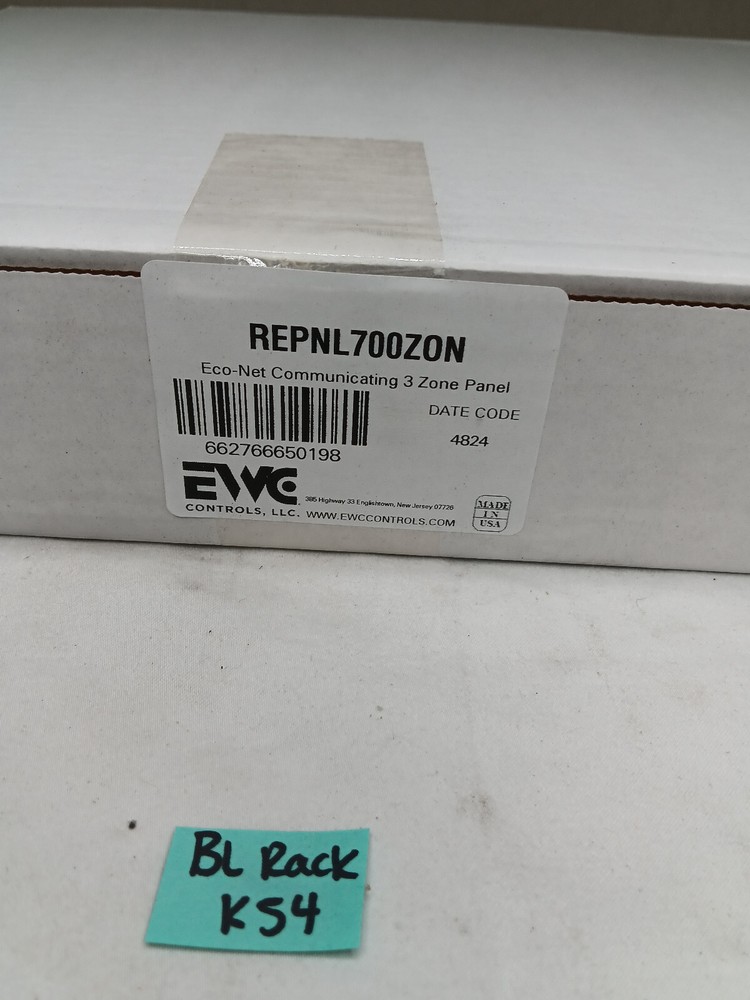 REPNL700ZON
Eco-Net Communicating 3 Zone Panel
DATE CODE
4824
662766650198
EWC
385 Highway 33 Englishtown, New Jersey 07726
CONTROLS, LLC. WWW.EWCCONTROLS.COM
MADE
IN
USA
BL Rack
K54